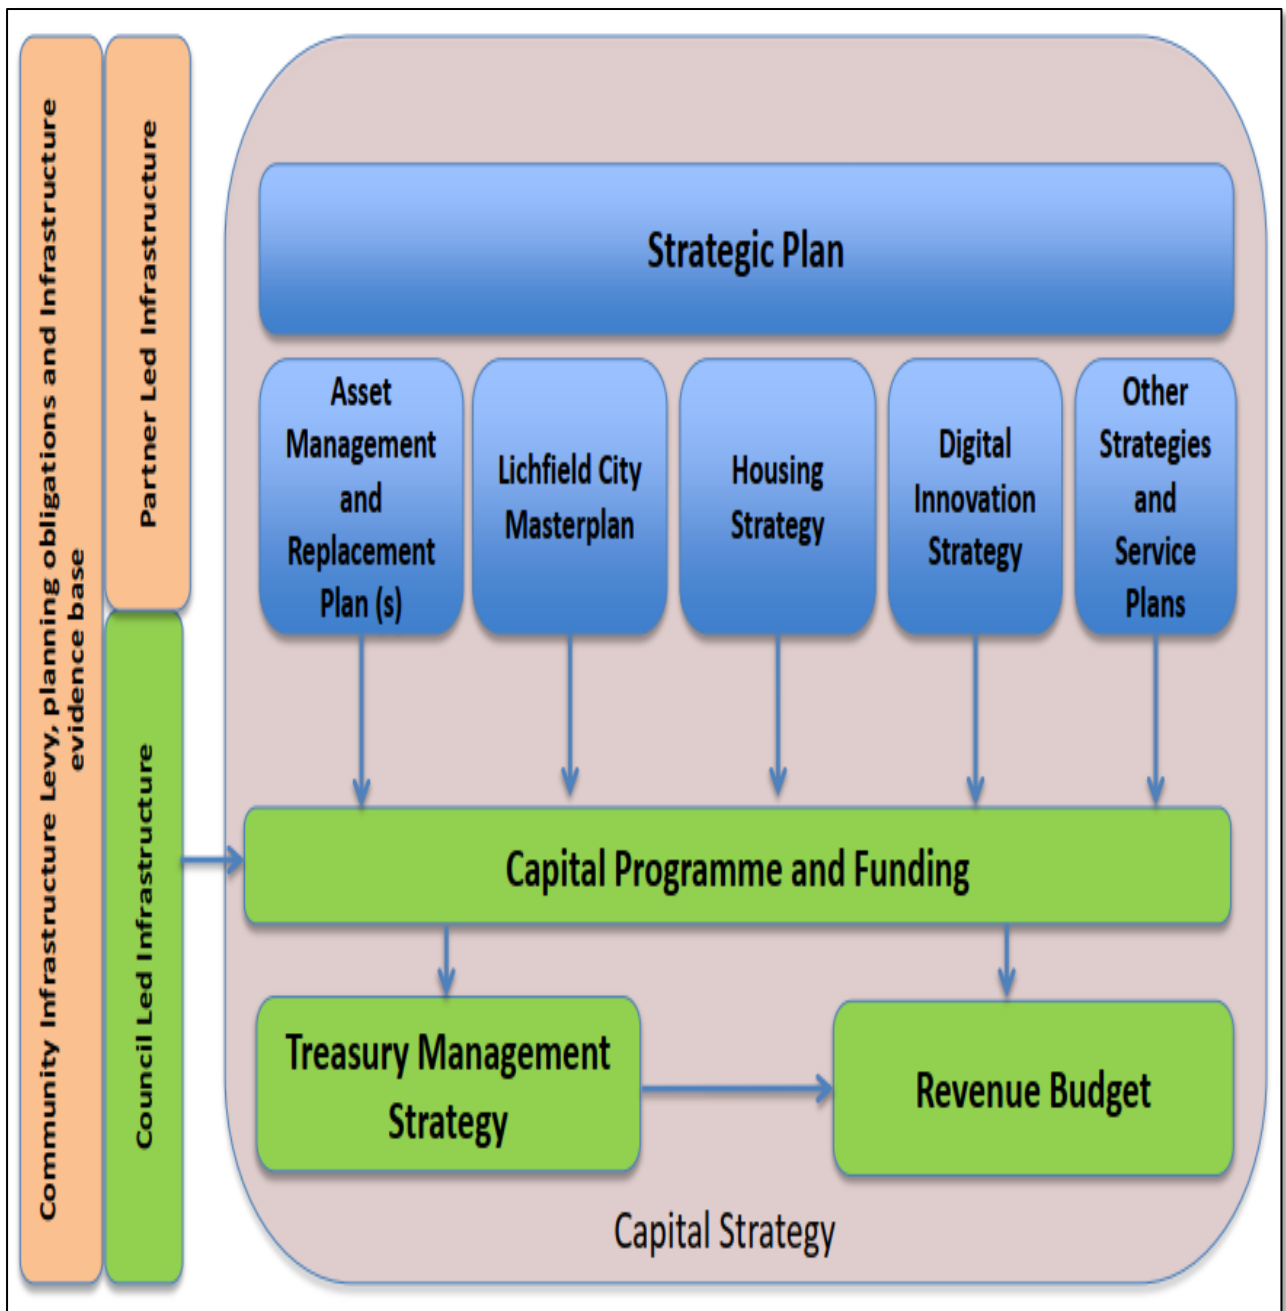 Community Infrastructure Levy, planning obligations and Infrastructure
evidence base
Partner Led Infrastructure
Council Led Infrastructure
Strategic Plan
Asset
Management
and
Replacement
Plan (s)
Lichfield City
Masterplan
Housing
Strategy
Digital
Innovation
Strategy
Other
Strategies
and
Service
Plans
Capital Programme and Funding
Treasury Management
Strategy
Revenue Budget
Capital Strategy